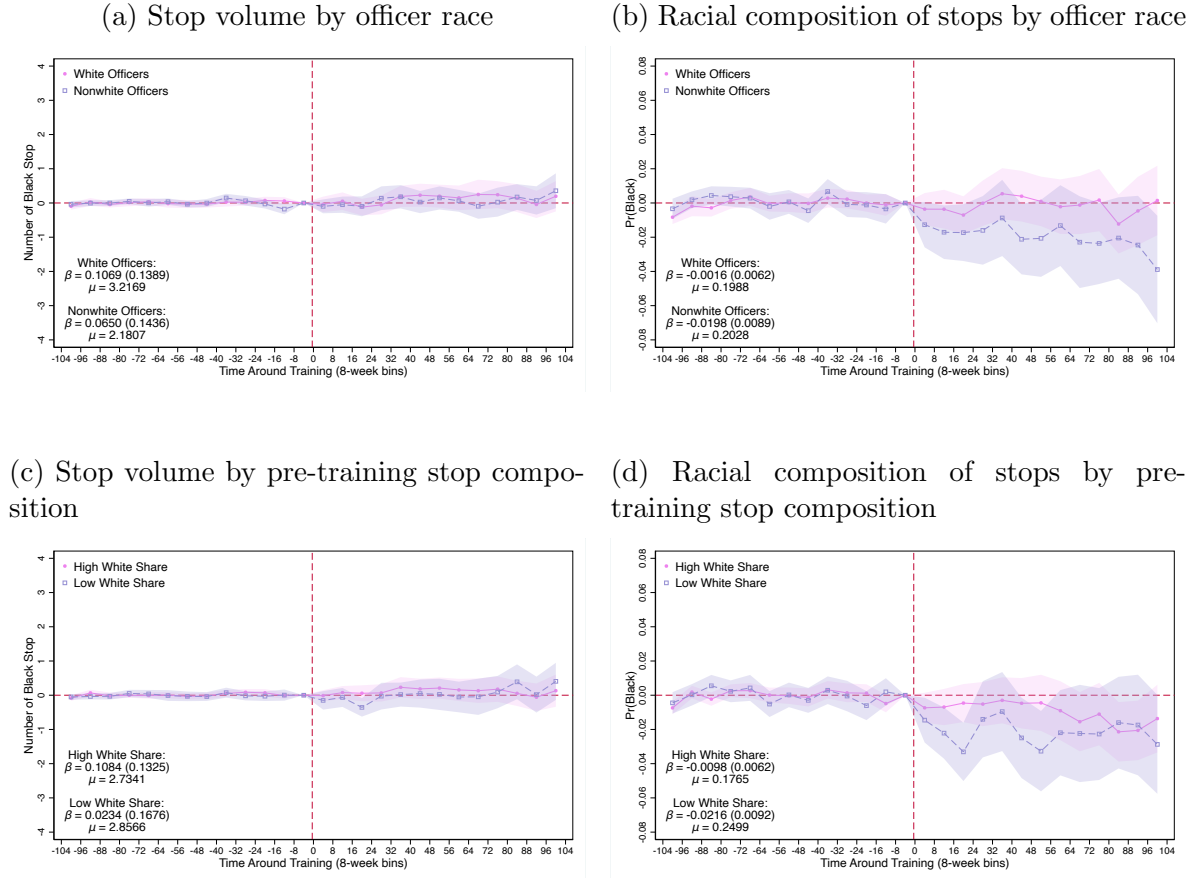 (a) Stop volume by officer race
White Officers
Nonwhite Officers
Number of Black Stop
4
3
2
1
0
-1
-2
-3
-4
White Officers:
β = 0.1069 (0.1389)
μ = 3.2169
Nonwhite Officers:
β = 0.0650 (0.1436)
μ = 2.1807
-104 -96 -88 -80 -72 -64 -56 -48 -40 -32 -24 -16 -8 0 8 16 24 32 40 48 56 64 72 80 88 96 104
Time Around Training (8-week bins)
(b) Racial composition of stops by officer race
White Officers
Nonwhite Officers
Pr(Black)
0.08
0.06
0.04
0.02
0.00
-0.02
-0.04
-0.06
-0.08
White Officers:
β = -0.0016 (0.0062)
μ = 0.1988
Nonwhite Officers:
β = -0.0198 (0.0089)
μ = 0.2028
-104 -96 -88 -80 -72 -64 -56 -48 -40 -32 -24 -16 -8 0 8 16 24 32 40 48 56 64 72 80 88 96 104
Time Around Training (8-week bins)
(c) Stop volume by pre-training stop compo-
sition
High White Share
Low White Share
Number of Black Stop
4
3
2
1
0
-1
-2
-3
-4
High White Share:
β = 0.1084 (0.1325)
μ = 2.7341
Low White Share:
β = 0.0234 (0.1676)
μ = 2.8566
-104 -96 -88 -80 -72 -64 -56 -48 -40 -32 -24 -16 -8 0 8 16 24 32 40 48 56 64 72 80 88 96 104
Time Around Training (8-week bins)
(d) Racial composition of stops by pre-
training stop composition
High White Share
Low White Share
Pr(Black)
0.08
0.06
0.04
0.02
0.00
-0.02
-0.04
-0.06
-0.08
High White Share:
β = -0.0098 (0.0062)
μ = 0.1765
Low White Share:
β = -0.0216 (0.0092)
μ = 0.2499
-104 -96 -88 -80 -72 -64 -56 -48 -40 -32 -24 -16 -8 0 8 16 24 32 40 48 56 64 72 80 88 96 104
Time Around Training (8-week bins)